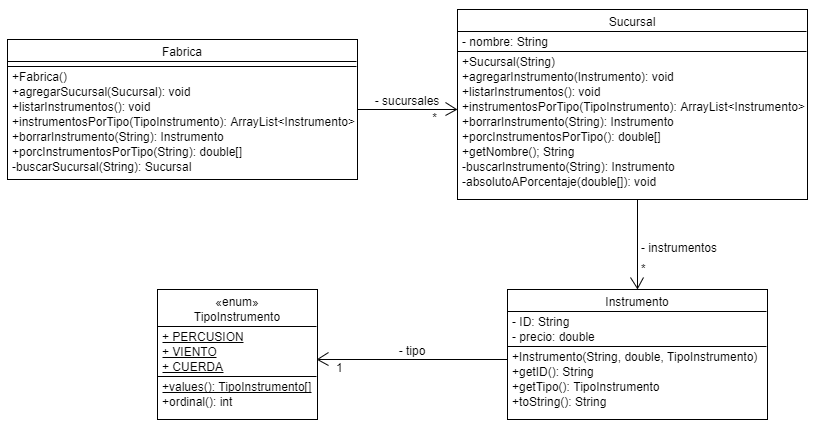 Fabrica
+Fabrica()
+agregarSucursal(Sucursal): void
+listarInstrumentos(): void
+instrumentosPorTipo(TipoInstrumento): ArrayList<Instrumento>
+borrarInstrumento(String): Instrumento
+porcInstrumentosPorTipo(String): double[]
-buscarSucursal(String): Sucursal
- sucursales
*
Sucursal
- nombre: String
+Sucursal(String)
+agregarInstrumento(Instrumento): void
+listarInstrumentos(): void
+instrumentosPorTipo(TipoInstrumento): ArrayList<Instrumento>
+borrarInstrumento(String): Instrumento
+porcInstrumentosPorTipo(): double[]
+getNombre(); String
-buscarInstrumento(String): Instrumento
-absolutoAPorcentaje(double[]): void
- instrumentos
*
«enum»
TipoInstrumento
+ PERCUSION
+ VIENTO
+ CUERDA
+values(): TipoInstrumento[]
+ordinal(): int
- tipo
1
Instrumento
- ID: String
- precio: double
+Instrumento(String, double, TipoInstrumento)
+getID(): String
+getTipo(): TipoInstrumento
+toString(): String